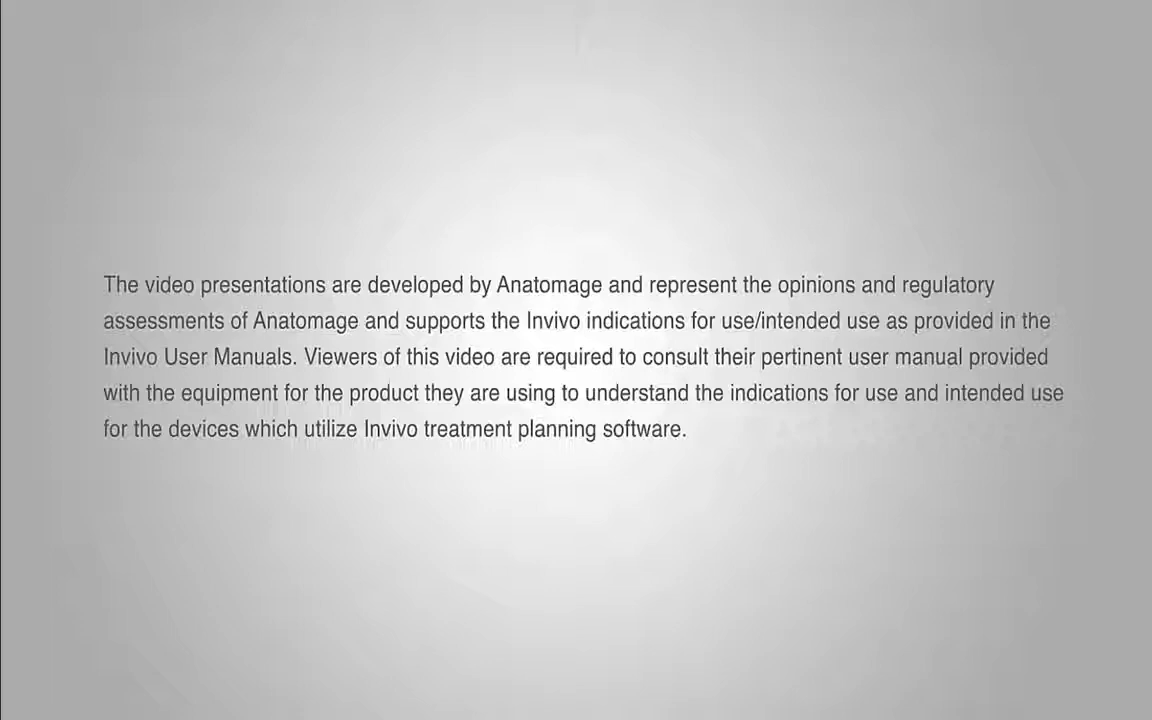 The video presentations are developed by Anatomage and represent the opinions and regulatory
assessments of Anatomage and supports the Invivo indications for use/intended use as provided in the
Invivo User Manuals. Viewers of this video are required to consult their pertinent user manual provided
with the equipment for the product they are using to understand the indications for use and intended use
for the devices which utilize Invivo treatment planning software.